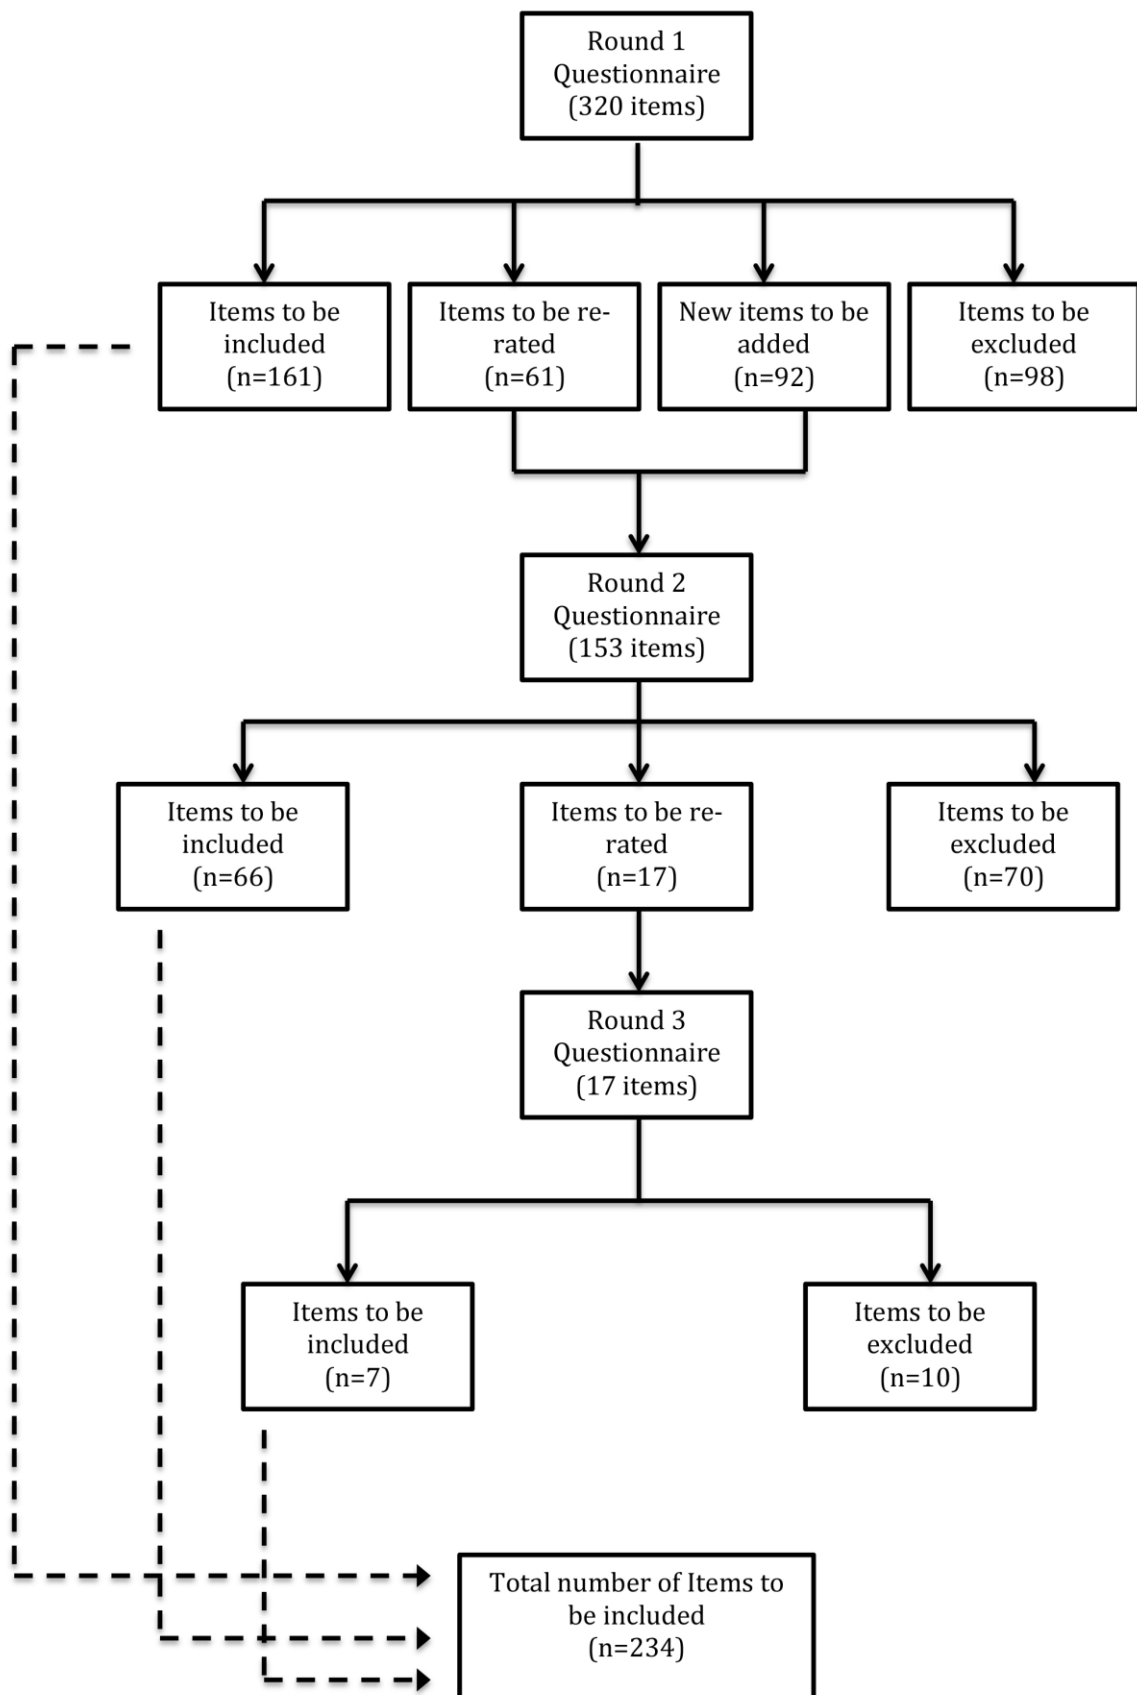 Round 1
Questionnaire
(320 items)
Items to be
included
(n=161)
Items to be re-
rated
(n=61)
New items to be
added
(n=92)
Items to be
excluded
(n=98)
Round 2
Questionnaire
(153 items)
Items to be
included
(n=66)
Items to be re-
rated
(n=17)
Items to be
excluded
(n=70)
Round 3
Questionnaire
(17 items)
Items to be
included
(n=7)
Items to be
excluded
(n=10)
Total number of Items to
be included
(n=234)